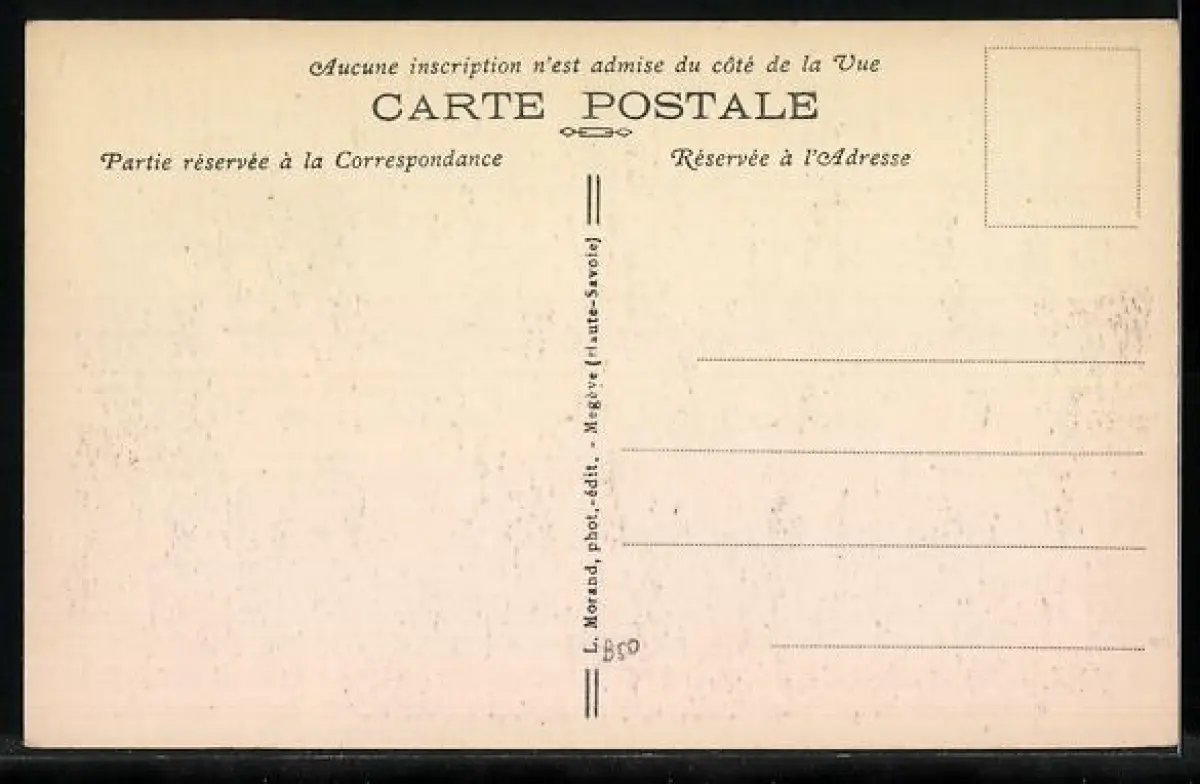 Aucune inscription n'est admise du côté de la Vue
CARTE POSTALE
Partie réservée à la Correspondance
Réservée à l'Adresse
L. Morand, phot.-édit. - Megève (Haute-Savoie)
B50